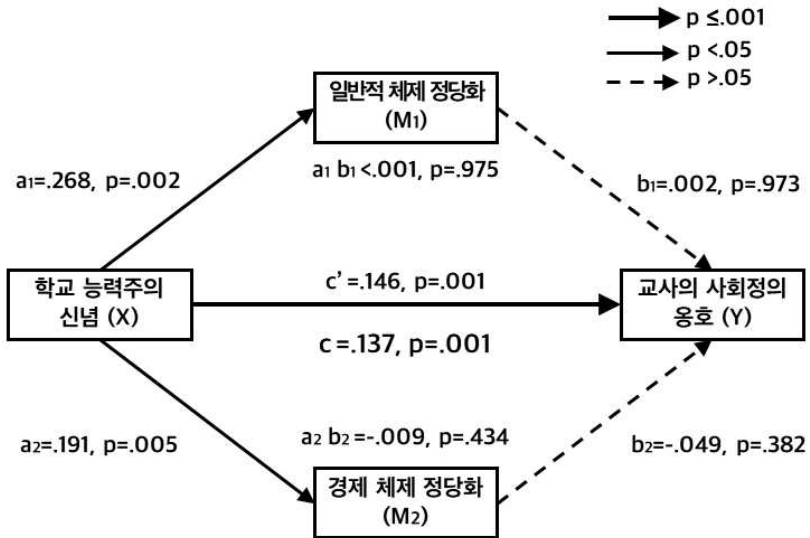 p ≤.001
p <.05
p >.05
일반적 체제 정당화
(M1)
a1=.268, p=.002
a1 b1 <.001, p=.975
b1=.002, p=.973
학교 능력주의
신념 (X)
c’ =.146, p=.001
c =.137, p=.001
교사의 사회정의
옹호 (Y)
a2=.191, p=.005
a2 b2 =-.009, p=.434
b2=-.049, p=.382
경제 체제 정당화
(M2)